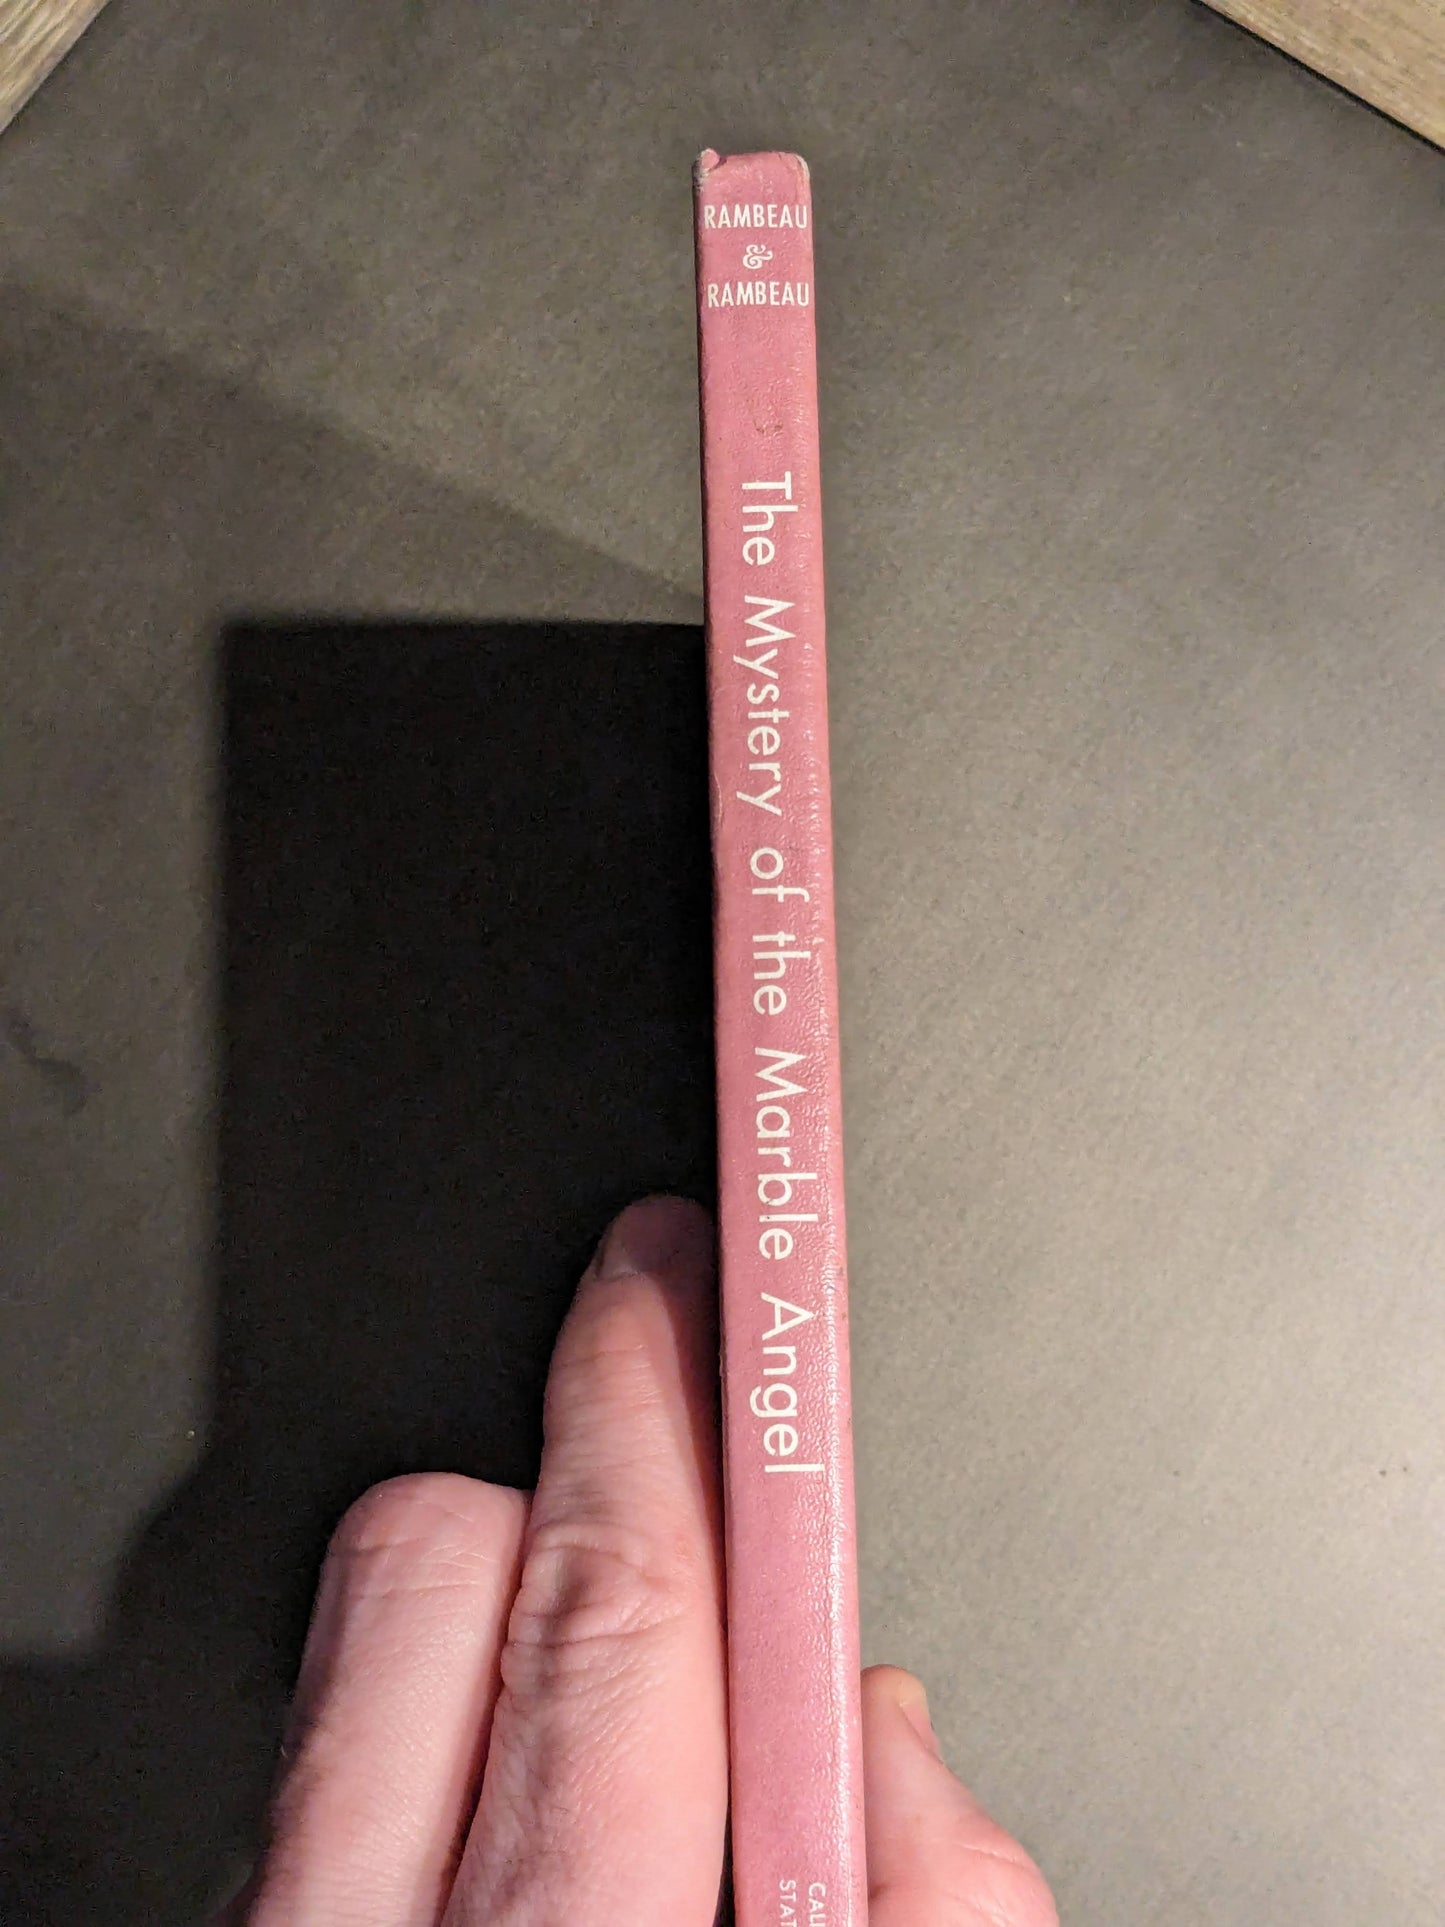 RAMBEAU
&
RAMBEAU
The Mystery of the Marble Angel